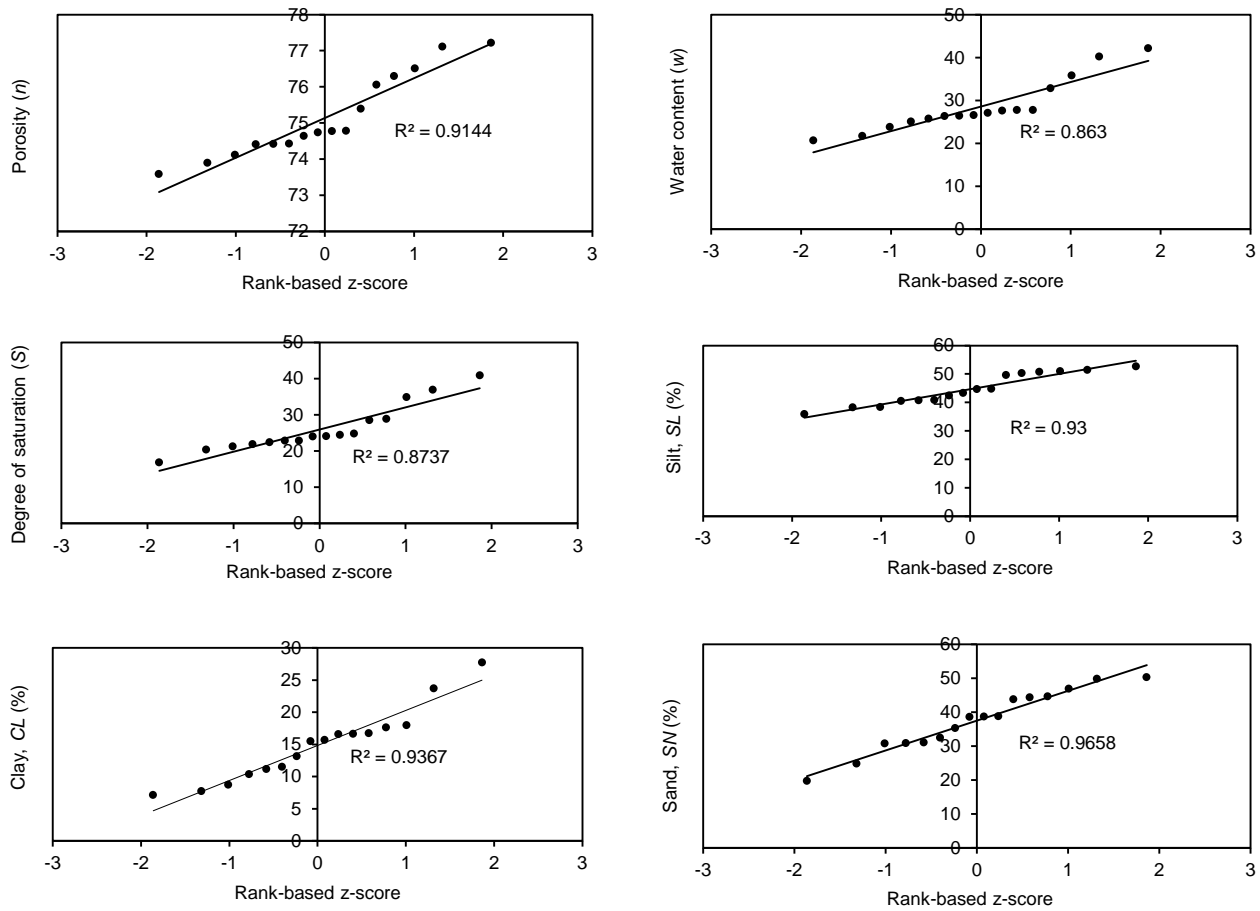 78
77
76
75
74
73
72
-3 -2 -1 0 1 2 3
Porosity (n)
Rank-based z-score
R² = 0.9144
50
40
30
20
10
0
-3 -2 -1 0 1 2 3
Water content (w)
Rank-based z-score
R² = 0.863
50
40
30
20
10
0
-3 -2 -1 0 1 2 3
Degree of saturation (S)
Rank-based z-score
R² = 0.8737
60
50
40
30
20
10
0
-3 -2 -1 0 1 2 3
Silt, SL (%)
Rank-based z-score
R² = 0.93
30
25
20
15
10
5
0
-3 -2 -1 0 1 2 3
Clay, CL (%)
Rank-based z-score
R² = 0.9367
60
50
40
30
20
10
0
-3 -2 -1 0 1 2 3
Sand, SN (%)
Rank-based z-score
R² = 0.9658